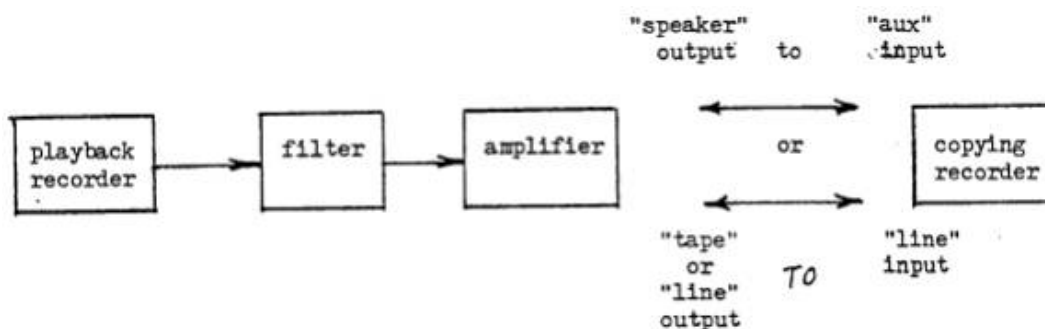 "speaker" output to "aux" input
playback recorder
filter
amplifier
or
copying recorder
"tape" or "line" output TO "line" input